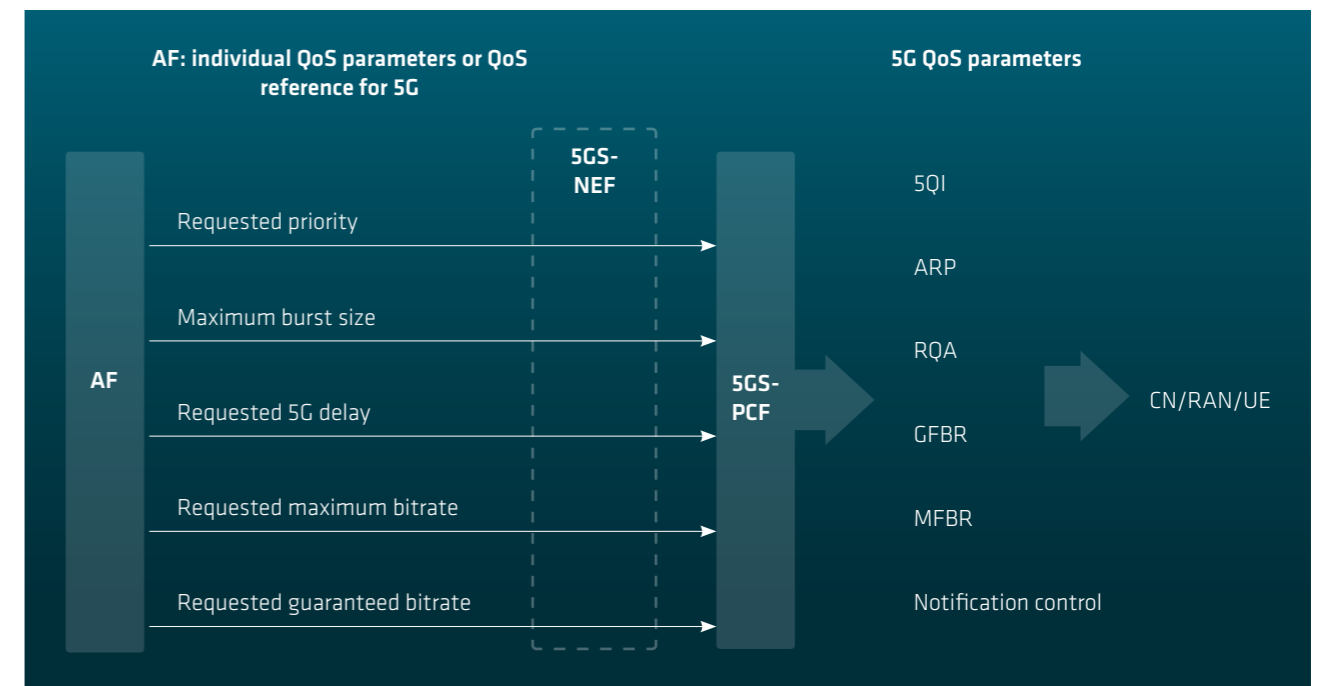 AF: individual QoS parameters or QoS
reference for 5G
5G QoS parameters
5GS-
NEF
AF
Requested priority
Maximum burst size
Requested 5G delay
Requested maximum bitrate
Requested guaranteed bitrate
5GS-
PCF
5QI
ARP
RQA
GFBR
MFBR
Notification control
CN/RAN/UE